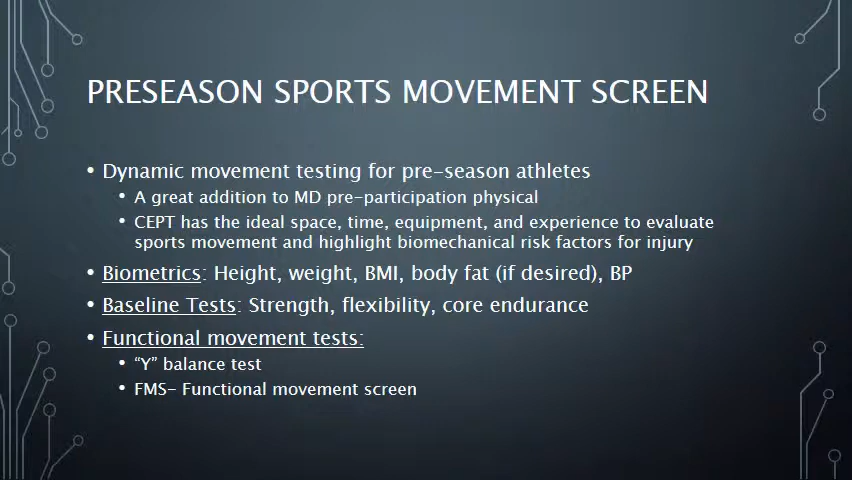 PRESEASON SPORTS MOVEMENT SCREEN
• Dynamic movement testing for pre-season athletes
• A great addition to MD pre-participation physical
• CEPT has the ideal space, time, equipment, and experience to evaluate
sports movement and highlight biomechanical risk factors for injury
• Biometrics: Height, weight, BMI, body fat (if desired), BP
• Baseline Tests: Strength, flexibility, core endurance
• Functional movement tests:
• “Y” balance test
• FMS- Functional movement screen